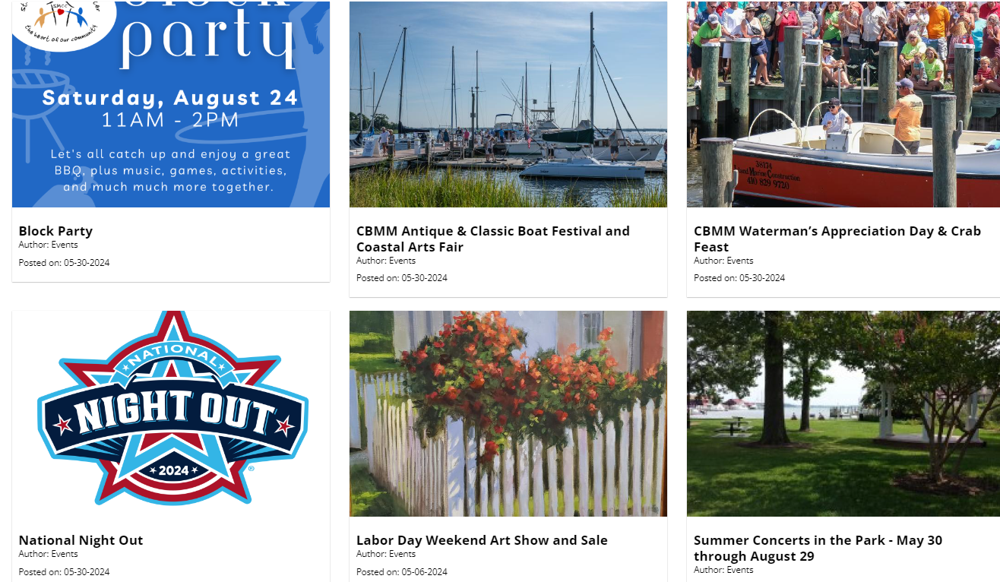 SMCC
the heart of our community
party
Saturday, August 24
11AM - 2PM
Let's all catch up and enjoy a great
BBQ, plus music, games, activities,
and much much more together.
38174
Marine Construction
410 829 9720
Block Party
Author: Events
Posted on: 05-30-2024
CBMM Antique & Classic Boat Festival and
Coastal Arts Fair
Author: Events
Posted on: 05-30-2024
CBMM Waterman’s Appreciation Day & Crab
Feast
Author: Events
Posted on: 05-30-2024
NATIONAL
NIGHT OUT
2024
®
National Night Out
Author: Events
Posted on: 05-30-2024
Labor Day Weekend Art Show and Sale
Author: Events
Posted on: 05-06-2024
Summer Concerts in the Park - May 30
through August 29
Author: Events